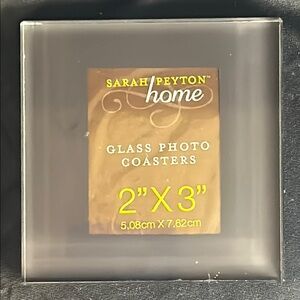 SARAH PEYTON™
home
GLASS PHOTO
COASTERS
2"X3"
5.08cm X 7.62cm